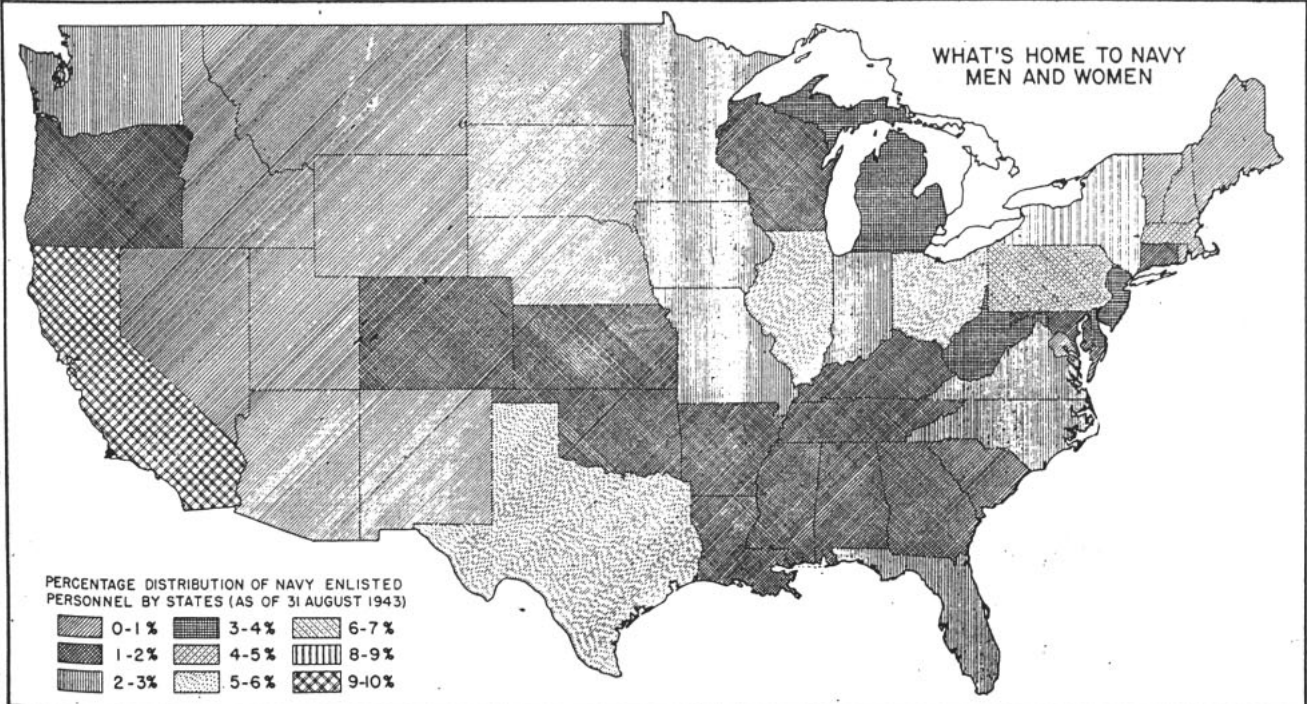 WHAT'S HOME TO NAVY
MEN AND WOMEN
PERCENTAGE DISTRIBUTION OF NAVY ENLISTED
PERSONNEL BY STATES (AS OF 31 AUGUST 1943)
0-1%
1-2%
2-3%
3-4%
4-5%
5-6%
6-7%
8-9%
9-10%